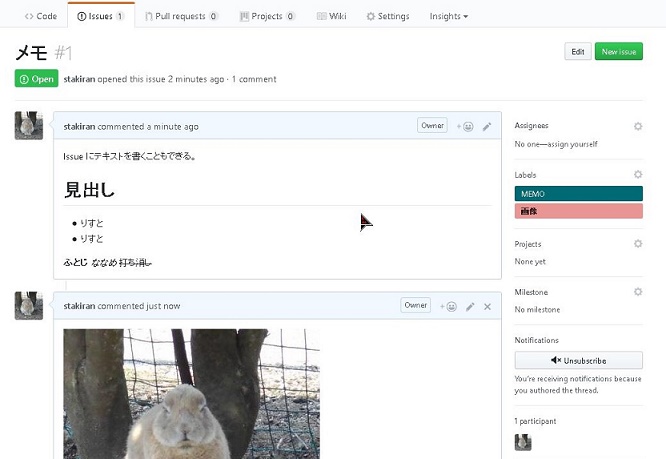 Code Issues 1 Pull requests 0 Projects 0 Wiki Settings Insights
メモ #1
Edit New issue
Open stakiran opened this issue 2 minutes ago · 1 comment
stakiran commented a minute ago Owner
Issue にテキストを書くこともできる。
見出し
りすと
りすと
ふとじ ななめ 打ち消し
stakiran commented just now Owner
Assignees
No one—assign yourself
Labels
MEMO
画像
Projects
None yet
Milestone
No milestone
Notifications
Unsubscribe
You're receiving notifications because
you authored the thread.
1 participant